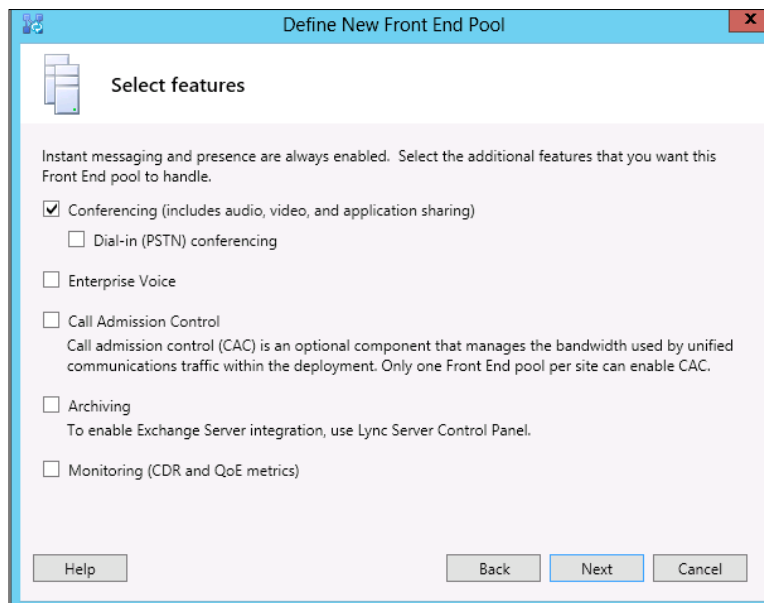 Define New Front End Pool
x
Select features
Instant messaging and presence are always enabled. Select the additional features that you want this
Front End pool to handle.
Conferencing (includes audio, video, and application sharing)
Dial-in (PSTN) conferencing
Enterprise Voice
Call Admission Control
Call admission control (CAC) is an optional component that manages the bandwidth used by unified
communications traffic within the deployment. Only one Front End pool per site can enable CAC.
Archiving
To enable Exchange Server integration, use Lync Server Control Panel.
Monitoring (CDR and QoE metrics)
Help Back Next Cancel